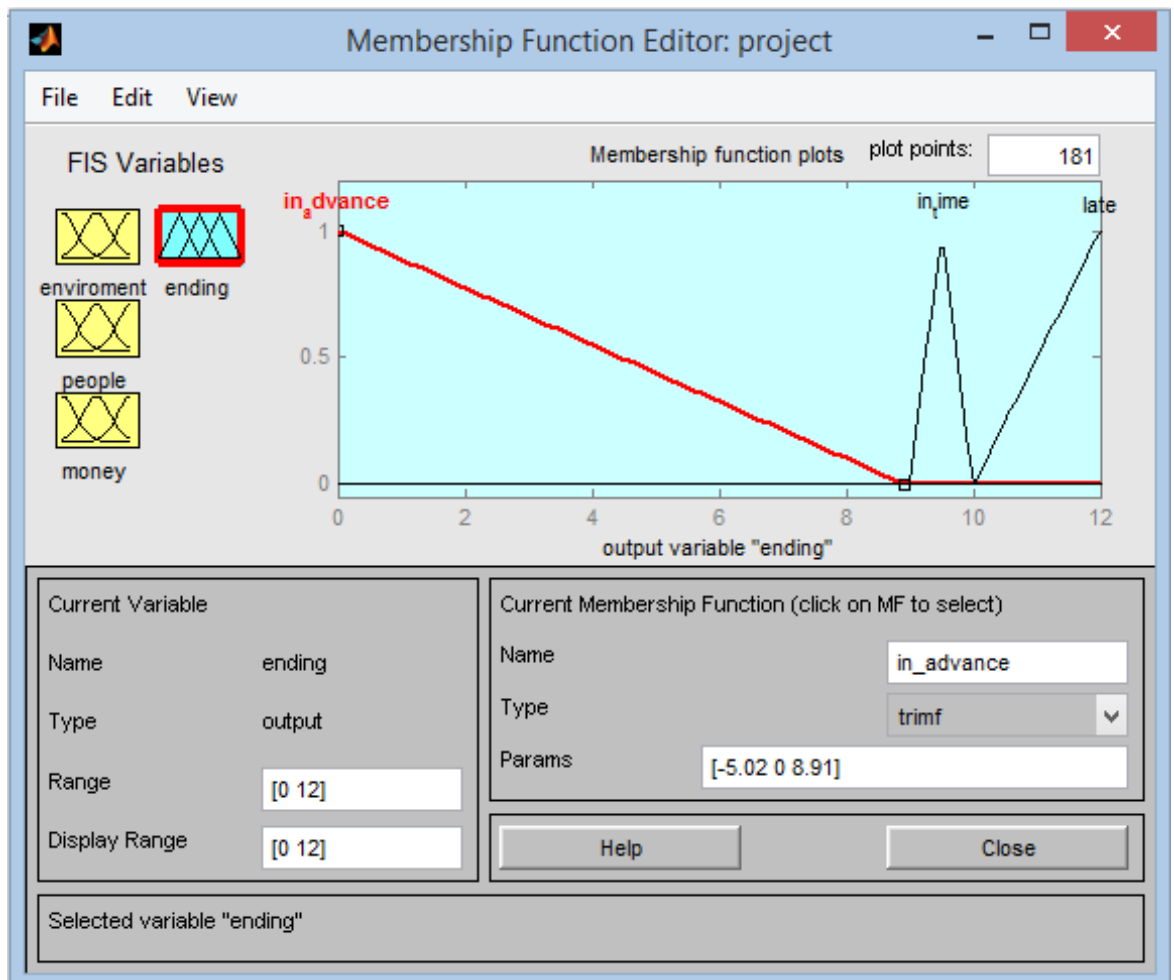 Membership Function Editor: project
File Edit View
FIS Variables
Membership function plots plot points: 181
enviroment ending
people
money
in_advance in_time late
1
0.5
0
0 2 4 6 8 10 12
output variable "ending"
Current Variable
Name ending
Type output
Range [0 12]
Display Range [0 12]
Current Membership Function (click on MF to select)
Name in_advance
Type trimf
Params [-5.02 0 8.91]
Help Close
Selected variable "ending"